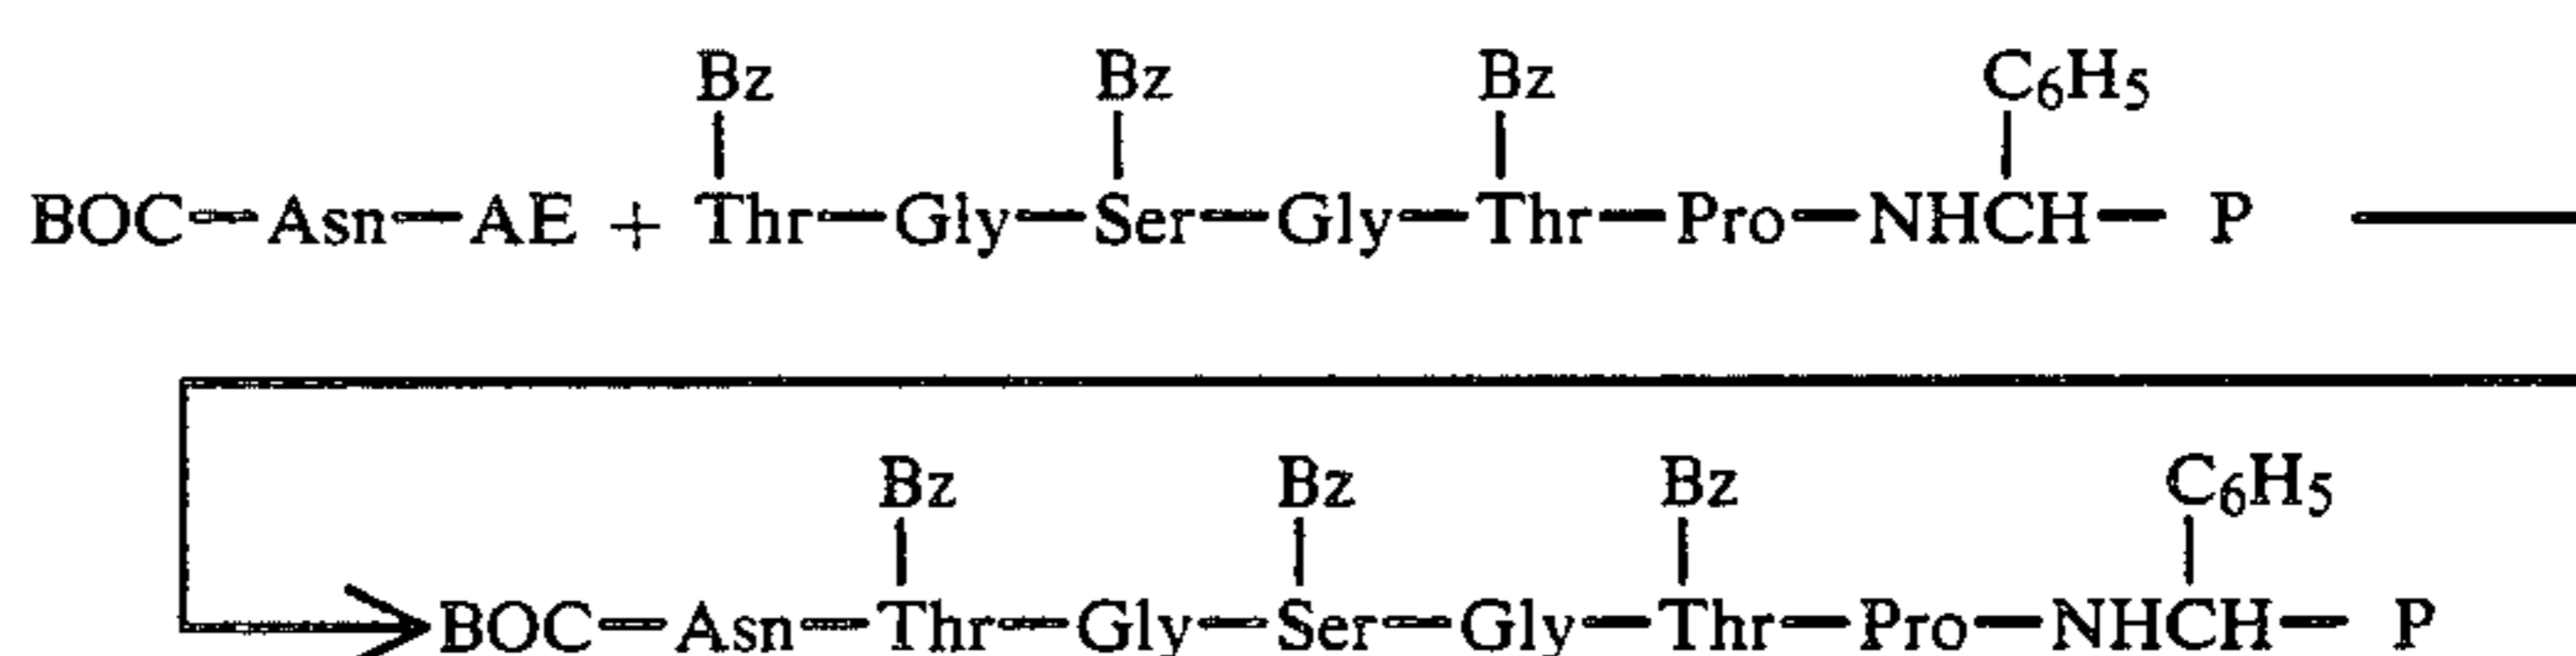 Bz Bz Bz C6H5
BOC—Asn—AE + Thr—Gly—Ser—Gly—Thr—Pro—NHCH— P
Bz Bz Bz C6H5
BOC—Asn—Thr—Gly—Ser—Gly—Thr—Pro—NHCH— P